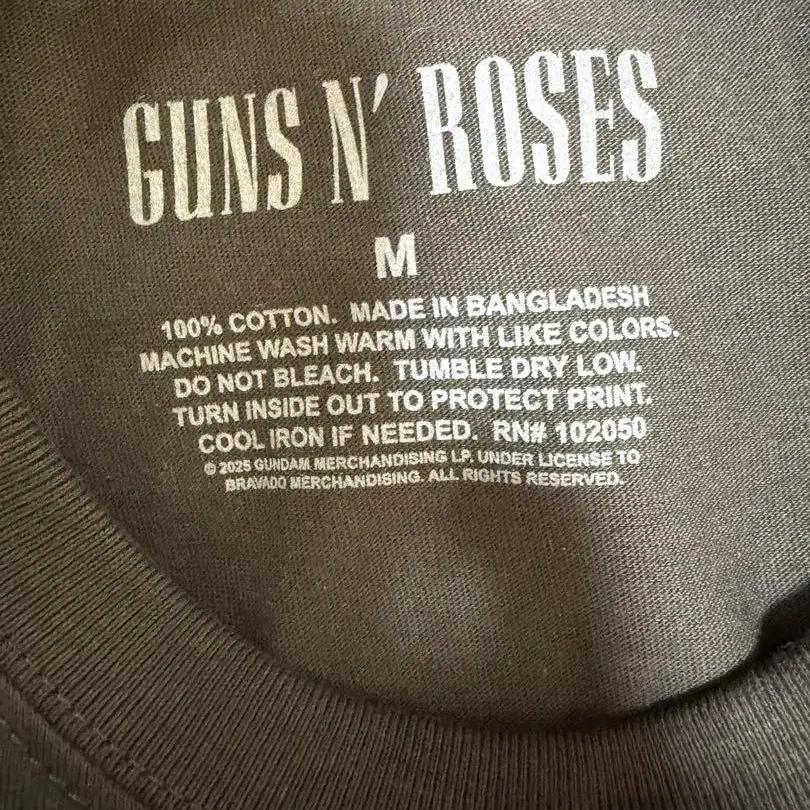 GUNS N' ROSES
M
100% COTTON. MADE IN BANGLADESH
MACHINE WASH WARM WITH LIKE COLORS.
DO NOT BLEACH. TUMBLE DRY LOW.
TURN INSIDE OUT TO PROTECT PRINT.
COOL IRON IF NEEDED. RN# 102050
© 2025 GUNDAM MERCHANDISING LP. UNDER LICENSE TO
BRAVADO MERCHANDISING. ALL RIGHTS RESERVED.